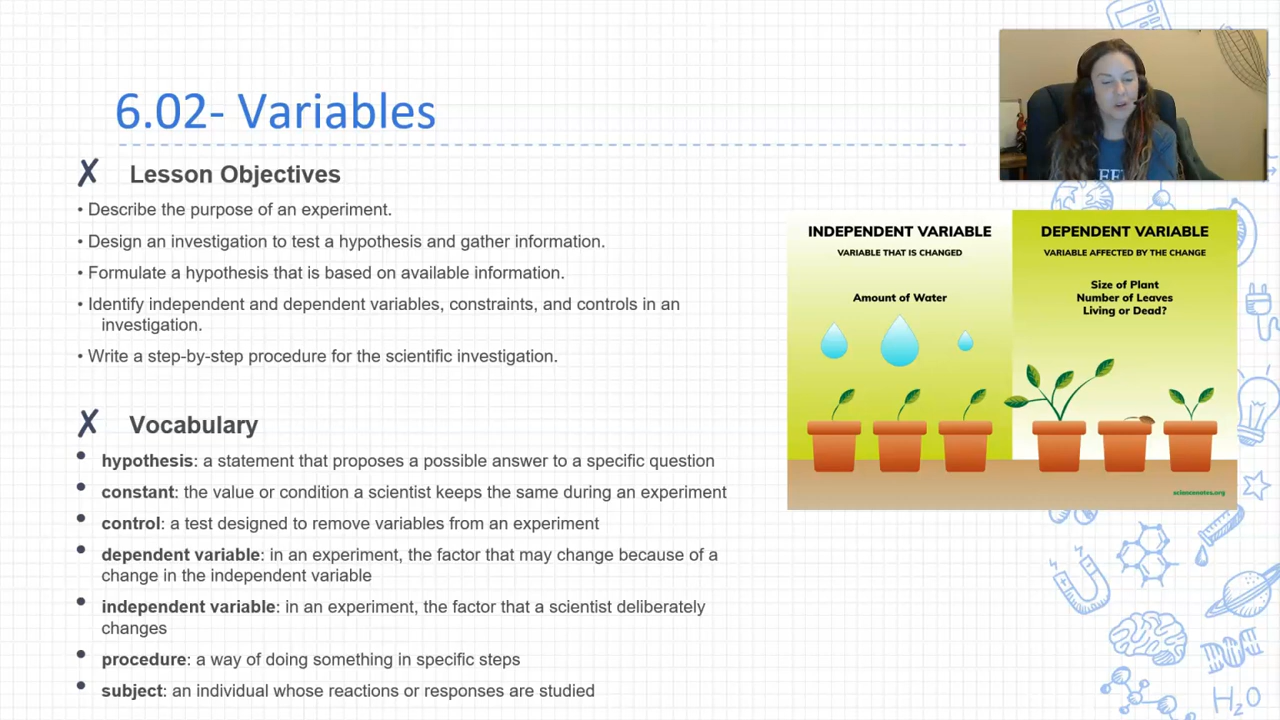 6.02- Variables
✗ Lesson Objectives
• Describe the purpose of an experiment.
• Design an investigation to test a hypothesis and gather information.
• Formulate a hypothesis that is based on available information.
• Identify independent and dependent variables, constraints, and controls in an
investigation.
• Write a step-by-step procedure for the scientific investigation.
✗ Vocabulary
• hypothesis: a statement that proposes a possible answer to a specific question
• constant: the value or condition a scientist keeps the same during an experiment
• control: a test designed to remove variables from an experiment
• dependent variable: in an experiment, the factor that may change because of a
change in the independent variable
• independent variable: in an experiment, the factor that a scientist deliberately
changes
• procedure: a way of doing something in specific steps
• subject: an individual whose reactions or responses are studied
INDEPENDENT VARIABLE
VARIABLE THAT IS CHANGED
Amount of Water
DEPENDENT VARIABLE
VARIABLE AFFECTED BY THE CHANGE
Size of Plant
Number of Leaves
Living or Dead?
sciencenotes.org
H₂O